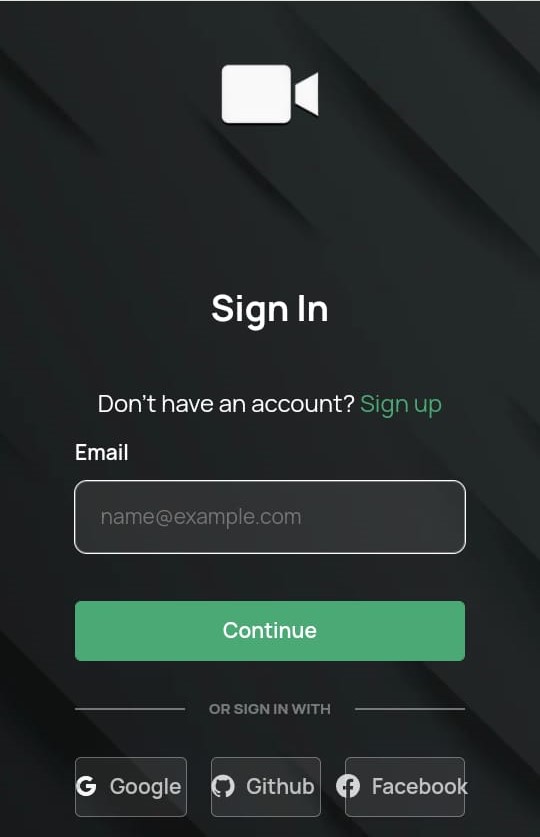 Sign In
Don't have an account? Sign up
Email
name@example.com
Continue
OR SIGN IN WITH
Google Github Facebook